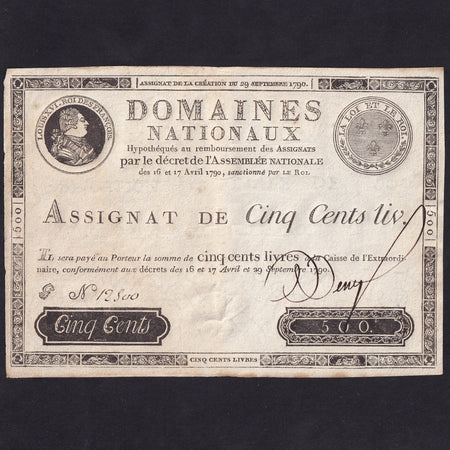 ASSIGNAT DE LA CRÉATION DU 29 SEPTEMBRE 1790.
LOUIS XVI. ROI DES FRANÇOIS
DOMAINES
NATIONAUX
Hypothéqués au remboursement des ASSIGNATS
par le décret de l'ASSEMBLÉE NATIONALE
des 16 et 17 Avril 1790, sanctionné par LE ROI.
LA LOI ET LE ROI
500
500
ASSIGNAT DE Cinq Cents liv.
IL sera payé au Porteur la somme de cinq cents livres à la Caisse de l'Extraordi
naire, conformément aux décrets des 16 et 17 Avril et 29 Septembre 1790.
N.° 12500
Cinq Cents
500.
CINQ CENTS LIVRES